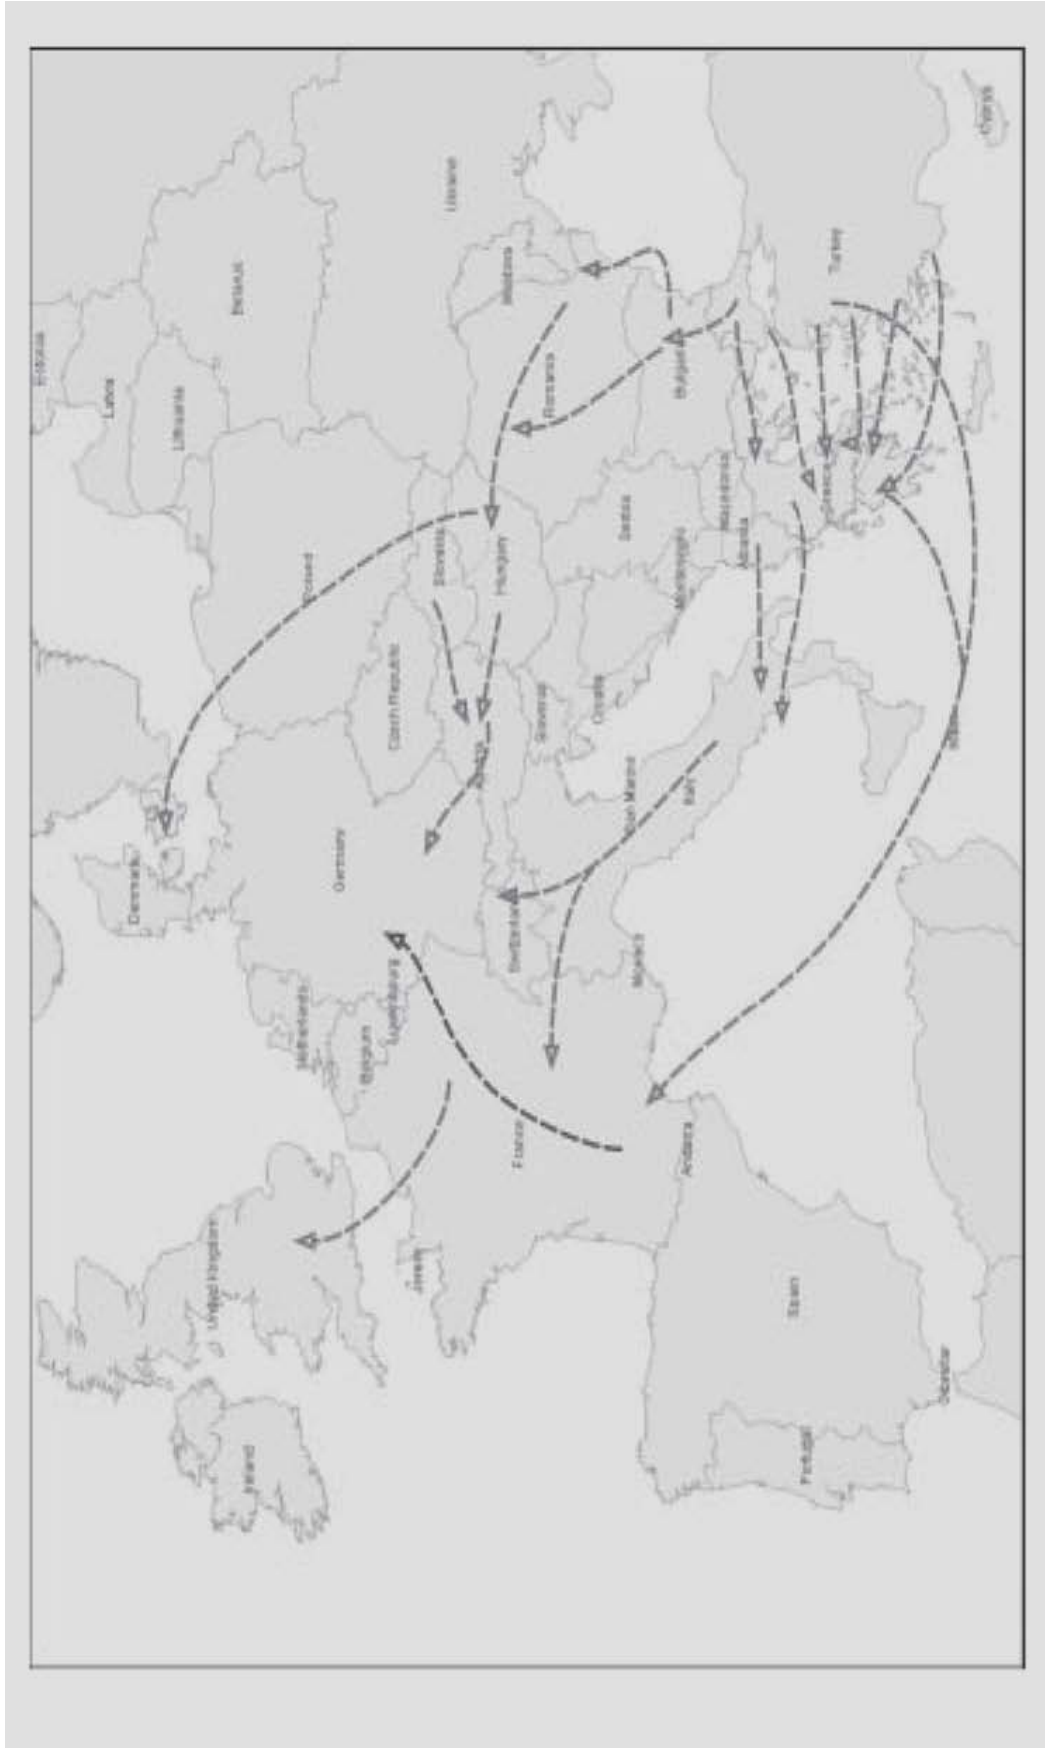 Ireland
United Kingdom
Denmark
Estonia
Latvia
Lithuania
Belarus
Netherlands
Belgium
Luxembourg
Germany
Poland
Czech Republic
Slovakia
Ukraine
Moldova
Jersey
France
Switzerland
Austria
Hungary
Romania
Slovenia
Croatia
San Marino
Monaco
Andorra
Italy
Serbia
Montenegro
Macedonia
Albania
Bulgaria
Greece
Turkey
Portugal
Spain
Gibraltar
Malta
Cyprus